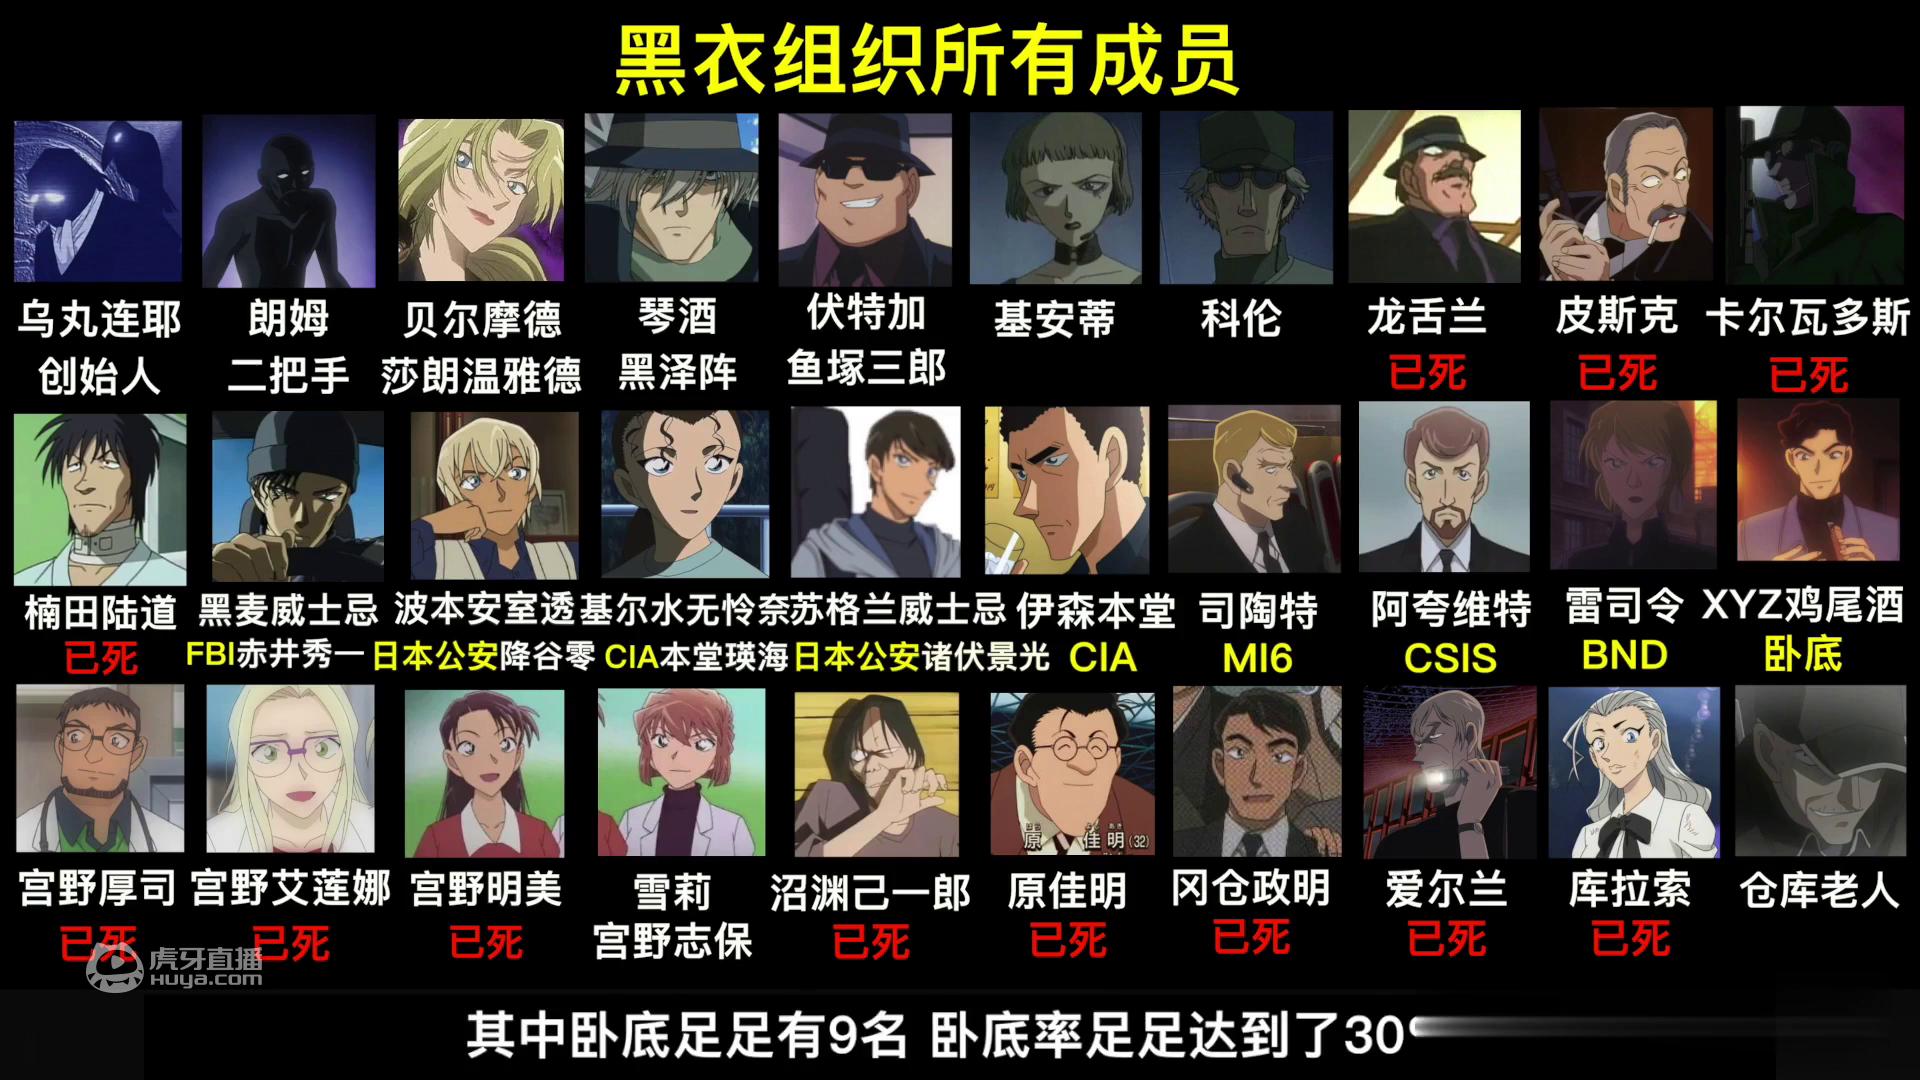 黑衣组织所有成员
乌丸连耶 朗姆 贝尔摩德 琴酒 伏特加 基安蒂 科伦 龙舌兰 皮斯克 卡尔瓦多斯
创始人 二把手 莎朗温雅德 黑泽阵 鱼塚三郎 已死 已死 已死
楠田陆道 黑麦威士忌 波本安室透 基尔水无怜奈 苏格兰威士忌 伊森本堂 司陶特 阿夸维特 雷司令 XYZ鸡尾酒
已死 FBI赤井秀一 日本公安降谷零 CIA本堂瑛海 日本公安诸伏景光 CIA MI6 CSIS BND 卧底
原 佳明(32)
宫野厚司 宫野艾莲娜 宫野明美 雪莉 沼渊己一郎 原佳明 冈仓政明 爱尔兰 库拉索 仓库老人
已死 已死 已死 宫野志保 已死 已死 已死 已死 已死
虎牙直播
HUYA.com
其中卧底足足有9名 卧底率足足达到了30